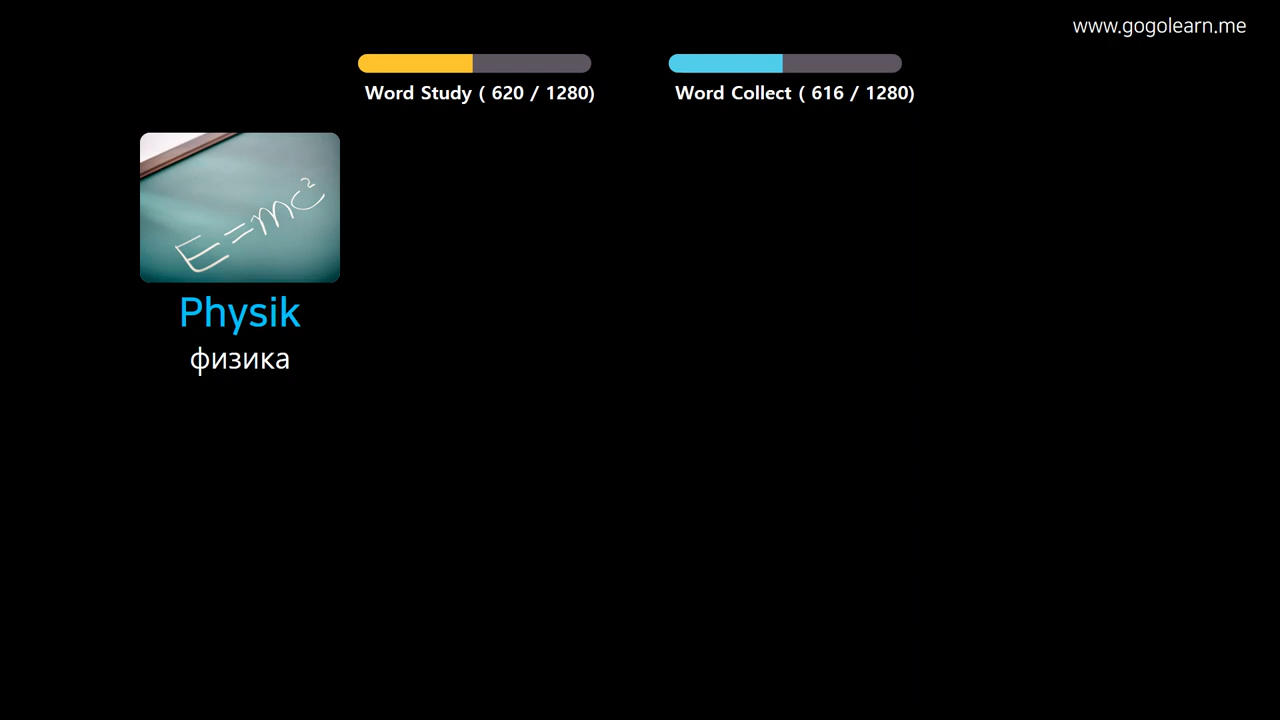 www.gogolearn.me
Word Study ( 620 / 1280)
Word Collect ( 616 / 1280)
E=mc²
Physik
физика